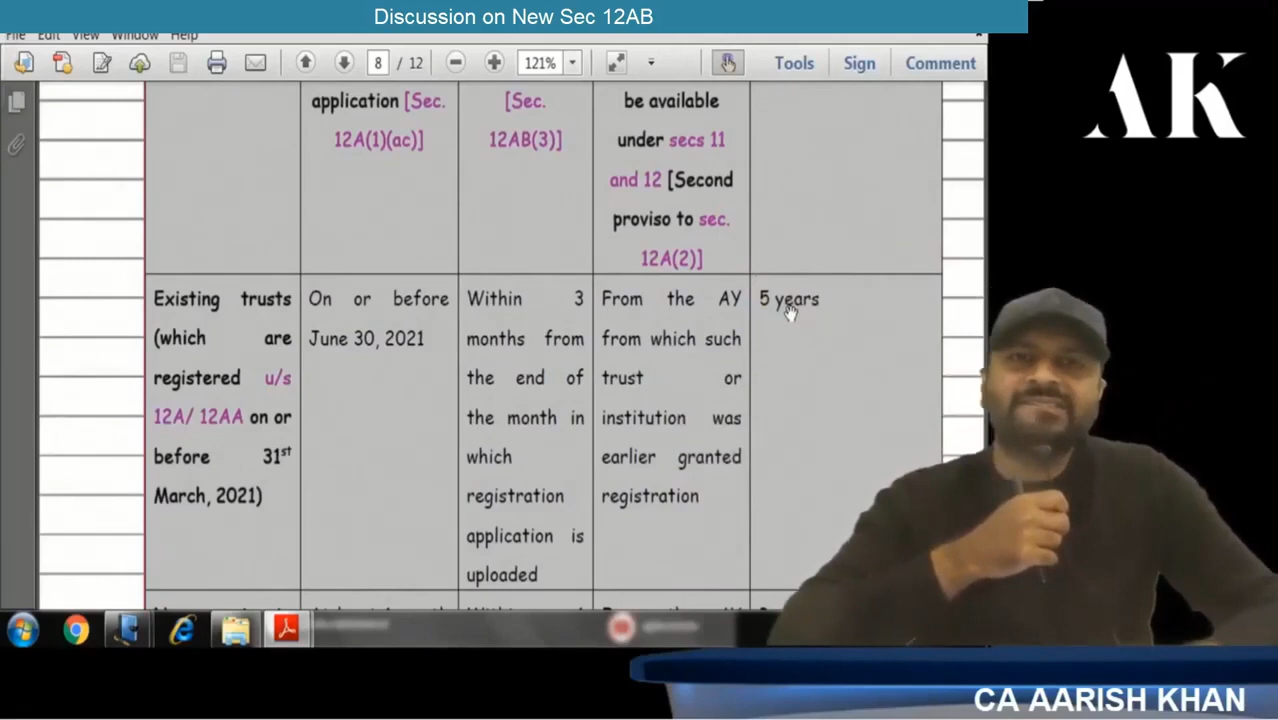 Discussion on New Sec 12AB
File Edit View Window Help
8 / 12
121%
Tools
Sign
Comment
AK
application [Sec.
12A(1)(ac)]
[Sec.
12AB(3)]
be available
under secs 11
and 12 [Second
proviso to sec.
12A(2)]
Existing trusts
(which are
registered u/s
12A/ 12AA on or
before 31st
March, 2021)
On or before
June 30, 2021
Within 3
months from
the end of
the month in
which
registration
application is
uploaded
From the AY
from which such
trust or
institution was
earlier granted
registration
5 years
CA AARISH KHAN